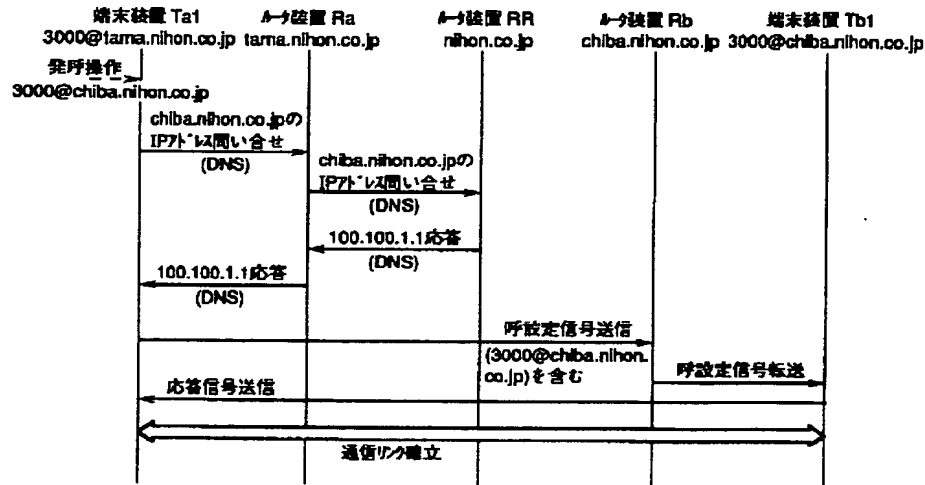 端末装置 Ta1
ルータ装置 Ra
ルータ装置 RR
ルータ装置 Rb
端末装置 Tb1
3000@tama.nihon.co.jp
tama.nihon.co.jp
nihon.co.jp
chiba.nihon.co.jp
3000@chiba.nihon.co.jp
発呼操作
3000@chiba.nihon.co.jp
chiba.nihon.co.jpの
IPアドレス問い合せ
(DNS)
chiba.nihon.co.jpの
IPアドレス問い合せ
(DNS)
100.100.1.1応答
(DNS)
100.100.1.1応答
(DNS)
呼設定信号送信
(3000@chiba.nihon.
co.jp)を含む
呼設定信号転送
応答信号送信
通信リンク確立